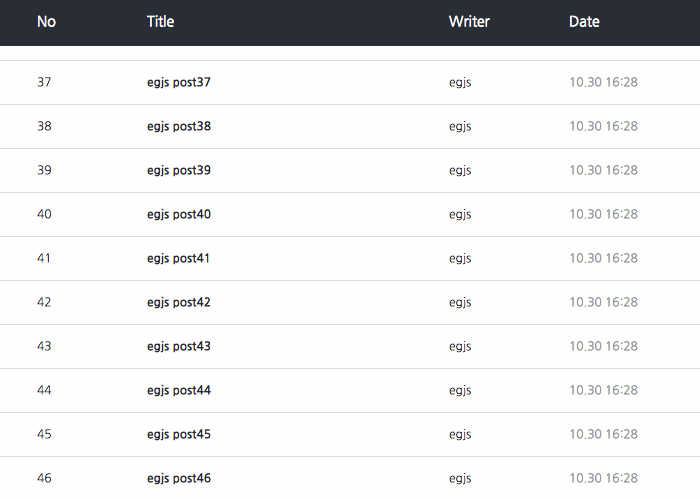 No Title Writer Date
37 egjs post37 egjs 10.30 16:28
38 egjs post38 egjs 10.30 16:28
39 egjs post39 egjs 10.30 16:28
40 egjs post40 egjs 10.30 16:28
41 egjs post41 egjs 10.30 16:28
42 egjs post42 egjs 10.30 16:28
43 egjs post43 egjs 10.30 16:28
44 egjs post44 egjs 10.30 16:28
45 egjs post45 egjs 10.30 16:28
46 egjs post46 egjs 10.30 16:28